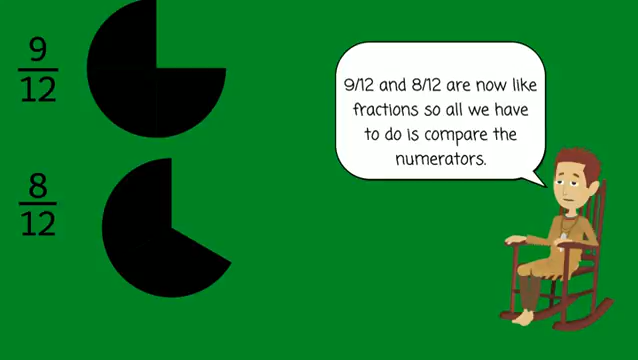 9
12
9/12 and 8/12 are now like
fractions so all we have
to do is compare the
numerators.
8
12